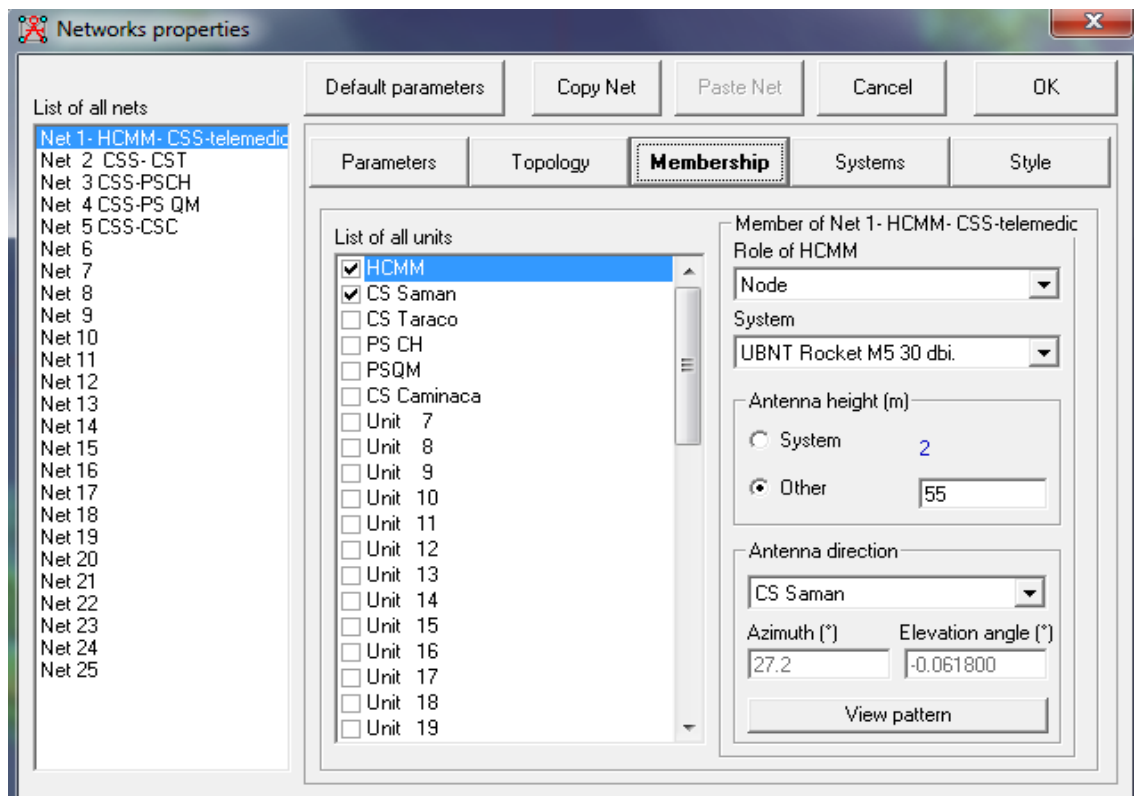 Networks properties
Default parameters
Copy Net
Paste Net
Cancel
OK
List of all nets
Net 1- HCMM- CSS-telemedic
Net 2 CSS- CST
Net 3 CSS-PSCH
Net 4 CSS-PS QM
Net 5 CSS-CSC
Net 6
Net 7
Net 8
Net 9
Net 10
Net 11
Net 12
Net 13
Net 14
Net 15
Net 16
Net 17
Net 18
Net 19
Net 20
Net 21
Net 22
Net 23
Net 24
Net 25
Parameters
Topology
Membership
Systems
Style
List of all units
HCMM
CS Saman
CS Taraco
PS CH
PSQM
CS Caminaca
Unit 7
Unit 8
Unit 9
Unit 10
Unit 11
Unit 12
Unit 13
Unit 14
Unit 15
Unit 16
Unit 17
Unit 18
Unit 19
Member of Net 1- HCMM- CSS-telemedic
Role of HCMM
Node
System
UBNT Rocket M5 30 dbi.
Antenna height (m)
System 2
Other 55
Antenna direction
CS Saman
Azimuth (°) Elevation angle (°)
27.2 -0.061800
View pattern